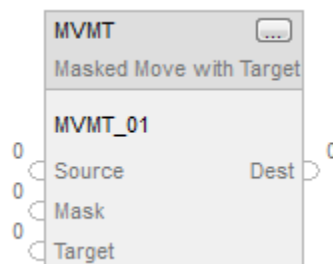 MVMT ...
Masked Move with Target
MVMT_01
0
Source Dest 0
0
Mask
0
Target